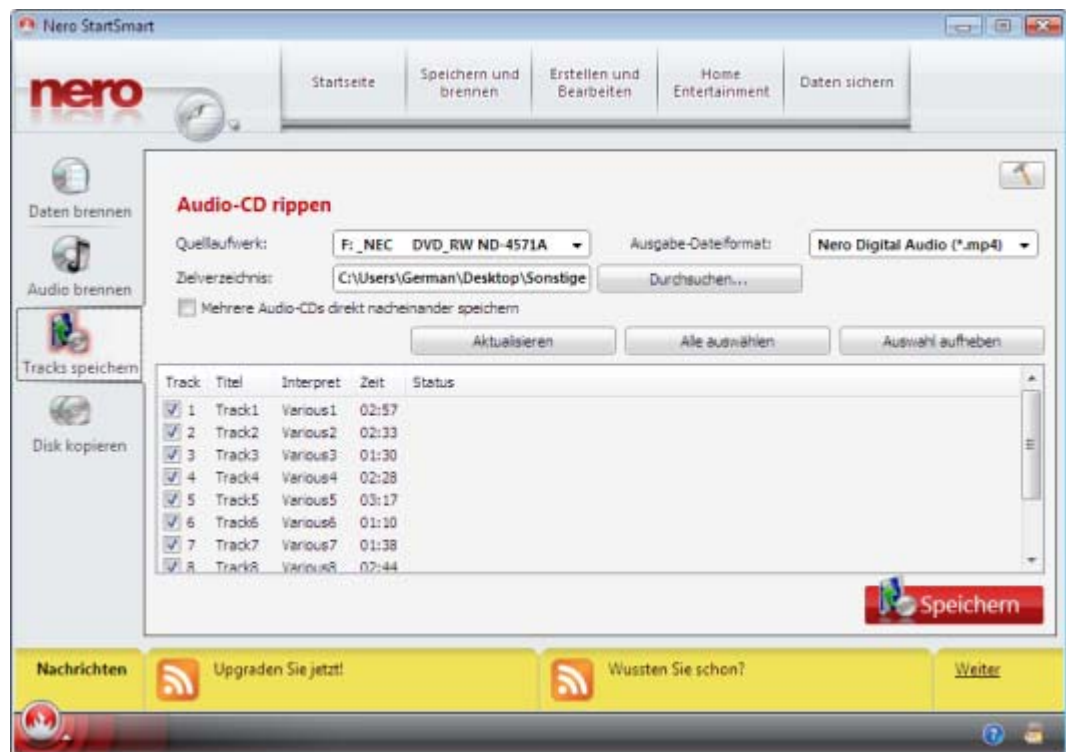 Nero StartSmart
nero
Startseite
Speichern und brennen
Erstellen und Bearbeiten
Home Entertainment
Daten sichern
Daten brennen
Audio brennen
Tracks speichern
Disk kopieren
Audio-CD rippen
Quellaufwerk: F: _NEC DVD_RW ND-4571A Ausgabe-Dateiformat: Nero Digital Audio (*.mp4)
Zielverzeichnis: C:\Users\German\Desktop\Sonstige Durchsuchen...
Mehrere Audio-CDs direkt nacheinander speichern
Aktualisieren Alle auswählen Auswahl aufheben
Track Titel Interpret Zeit Status
1 Track1 Various1 02:57
2 Track2 Various2 02:33
3 Track3 Various3 01:30
4 Track4 Various4 02:28
5 Track5 Various5 03:17
6 Track6 Various6 01:10
7 Track7 Various7 01:38
8 Track8 Various8 02:44
Speichern
Nachrichten Upgraden Sie jetzt! Wussten Sie schon? Weiter